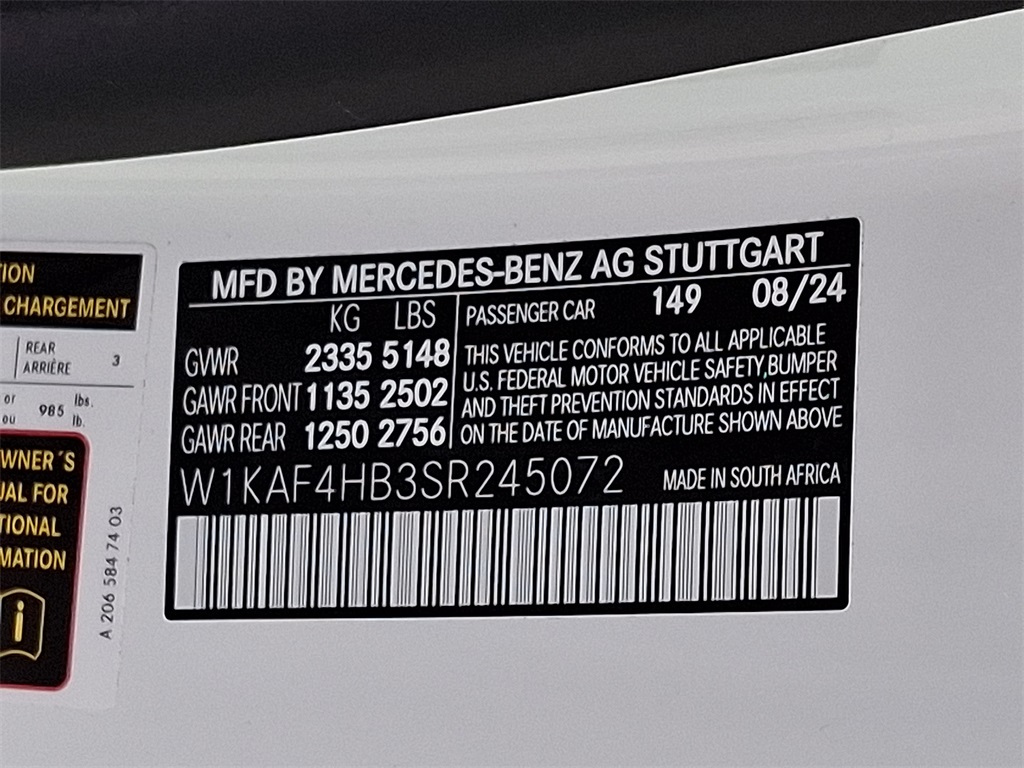 MFD BY MERCEDES-BENZ AG STUTTGART
KG LBS
GVWR 2335 5148
GAWR FRONT 1135 2502
GAWR REAR 1250 2756
PASSENGER CAR 149 08/24
THIS VEHICLE CONFORMS TO ALL APPLICABLE
U.S. FEDERAL MOTOR VEHICLE SAFETY,BUMPER
AND THEFT PREVENTION STANDARDS IN EFFECT
ON THE DATE OF MANUFACTURE SHOWN ABOVE
W1KAF4HB3SR245072 MADE IN SOUTH AFRICA
CHARGEMENT
REAR
ARRIÈRE 3
or
ou 985 lbs.
lb.
WNER´S
UAL FOR
TIONAL
MATION
i
A 206 584 74 03